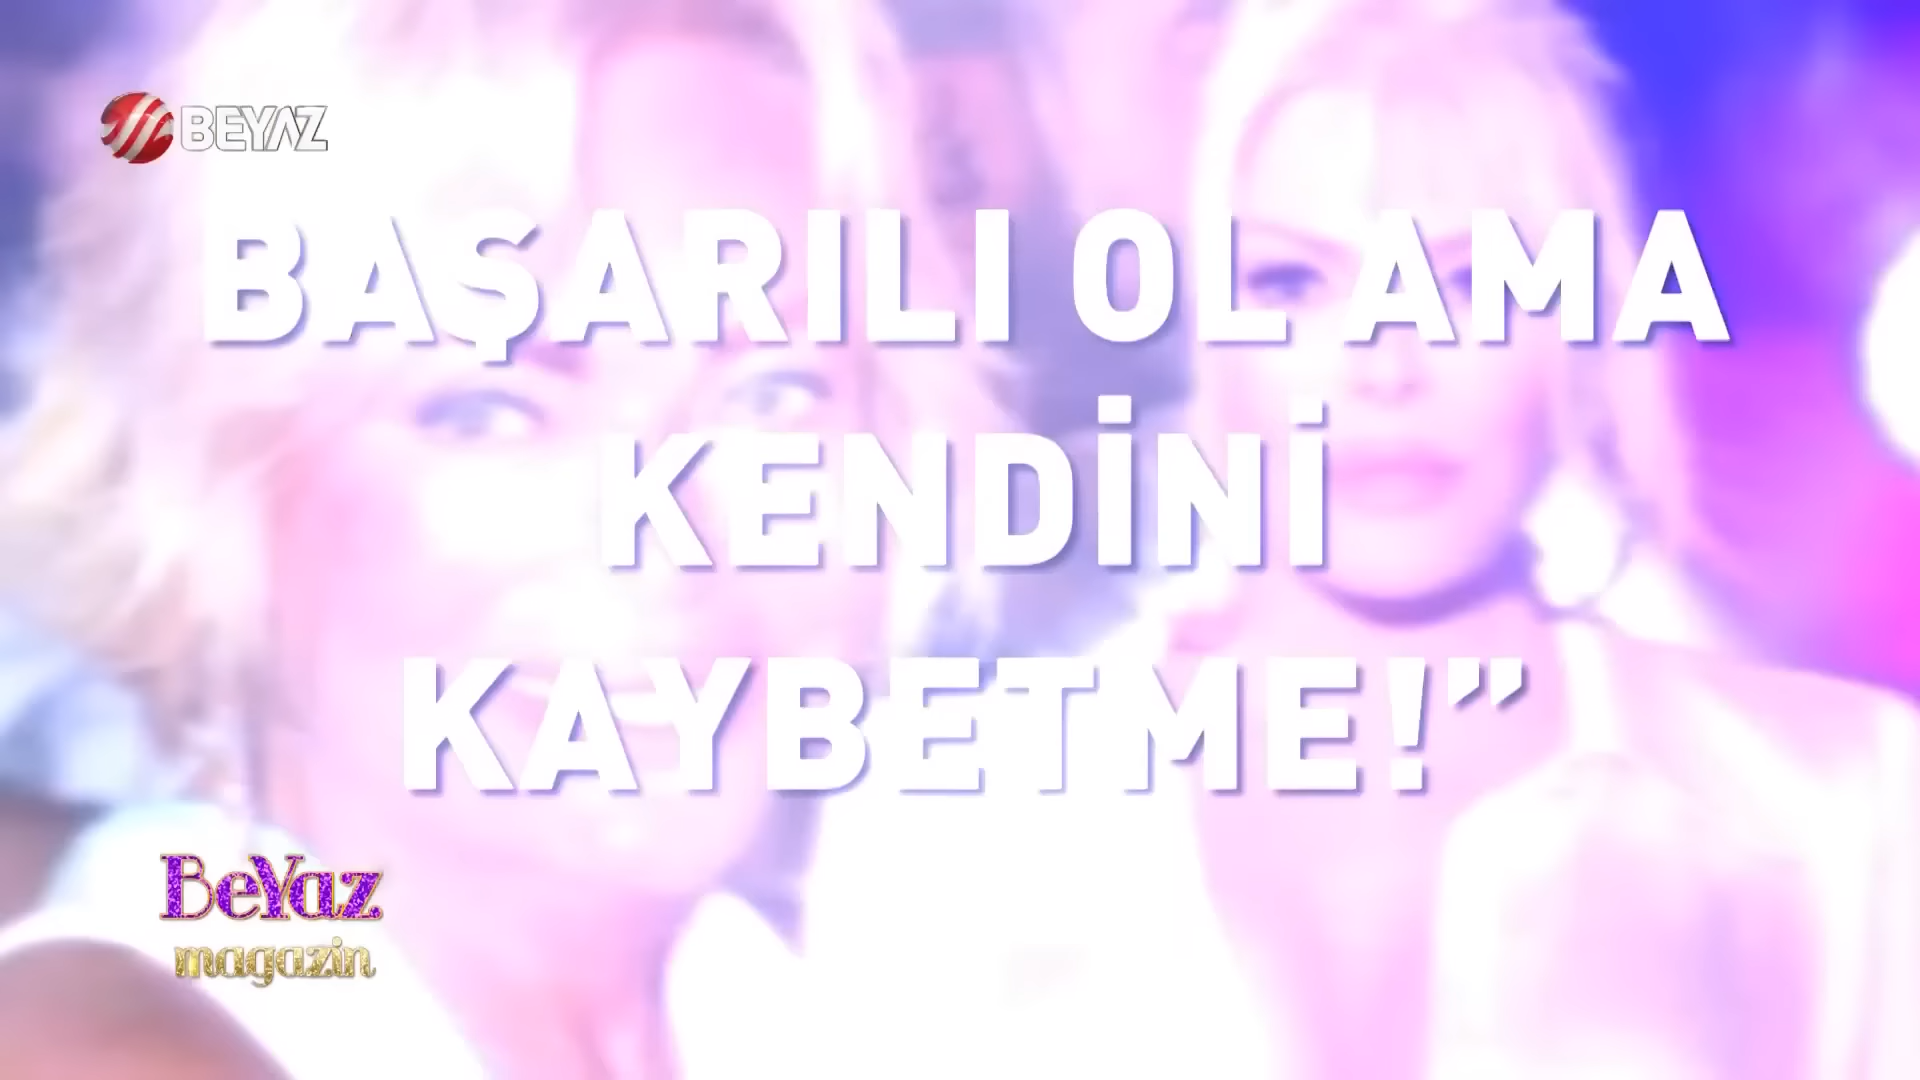 BEYAZ
BAŞARILI OL AMA
KENDİNİ
KAYBETME!”
BeYaz
magazin